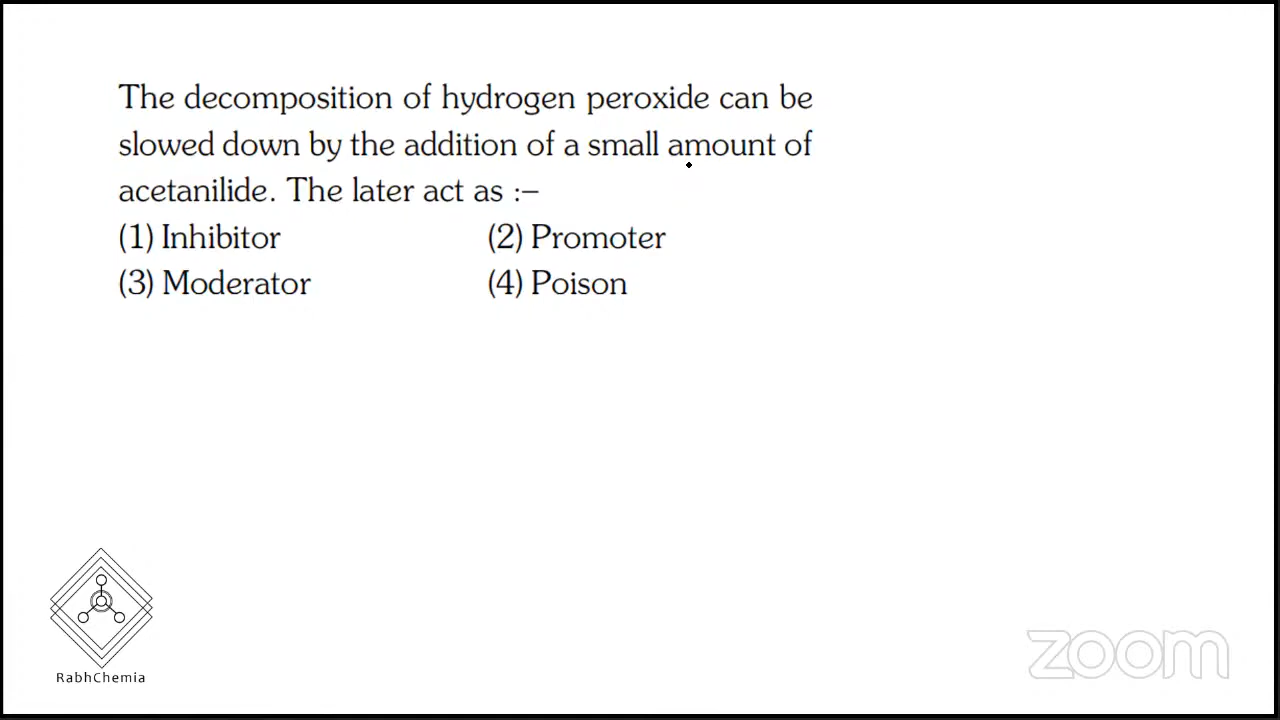 The decomposition of hydrogen peroxide can be
slowed down by the addition of a small amount of
acetanilide. The later act as :–
(1) Inhibitor (2) Promoter
(3) Moderator (4) Poison
RabhChemia
zoom